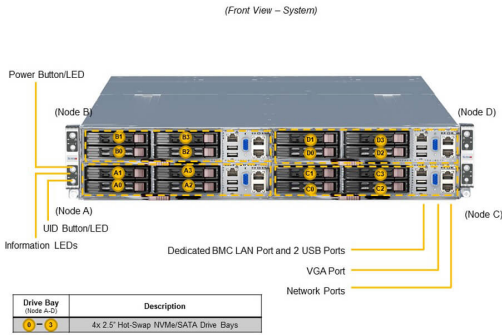 (Front View – System)
Power Button/LED
(Node B)
(Node D)
B1
B3
D1
D3
B0
B2
D0
D2
A1
A3
C1
C3
A0
A2
C0
C2
(Node A)
(Node C)
UID Button/LED
Information LEDs
Dedicated BMC LAN Port and 2 USB Ports
VGA Port
Network Ports
Drive Bay
(Node A-D)
Description
0 – 3
4x 2.5" Hot-Swap NVMe/SATA Drive Bays